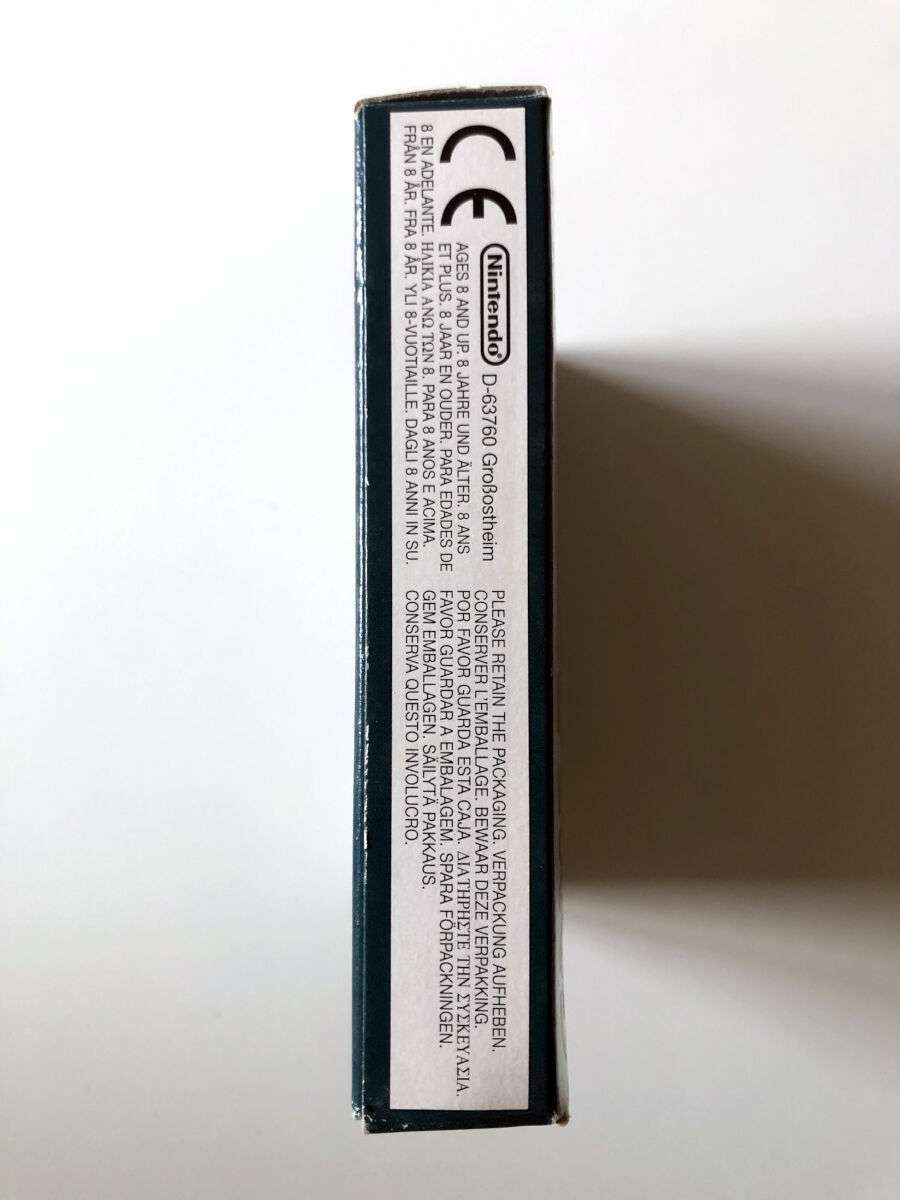 CE
Nintendo® D-63760 Großostheim
AGES 8 AND UP. 8 JAHRE UND ÄLTER. 8 ANS
ET PLUS. 8 JAAR EN OUDER. PARA EDADES DE
8 EN ADELANTE. ΗΛΙΚΙΑ ΑΝΩ ΤΩΝ 8. PARA 8 ANOS E ACIMA.
FRÅN 8 ÅR. FRA 8 ÅR. YLI 8-VUOTIAILLE. DAGLI 8 ANNI IN SU.
PLEASE RETAIN THE PACKAGING. VERPACKUNG AUFHEBEN.
CONSERVER L'EMBALLAGE. BEWAAR DEZE VERPAKKING.
POR FAVOR GUARDA ESTA CAJA. ΔΙΑΤΗΡΗΣΤΕ ΤΗΝ ΣΥΣΚΕΥΑΣΙΑ.
FAVOR GUARDAR A EMBALAGEM. SPARA FÖRPACKNINGEN.
GEM EMBALLAGEN. SÄILYTÄ PAKKAUS.
CONSERVA QUESTO INVOLUCRO.